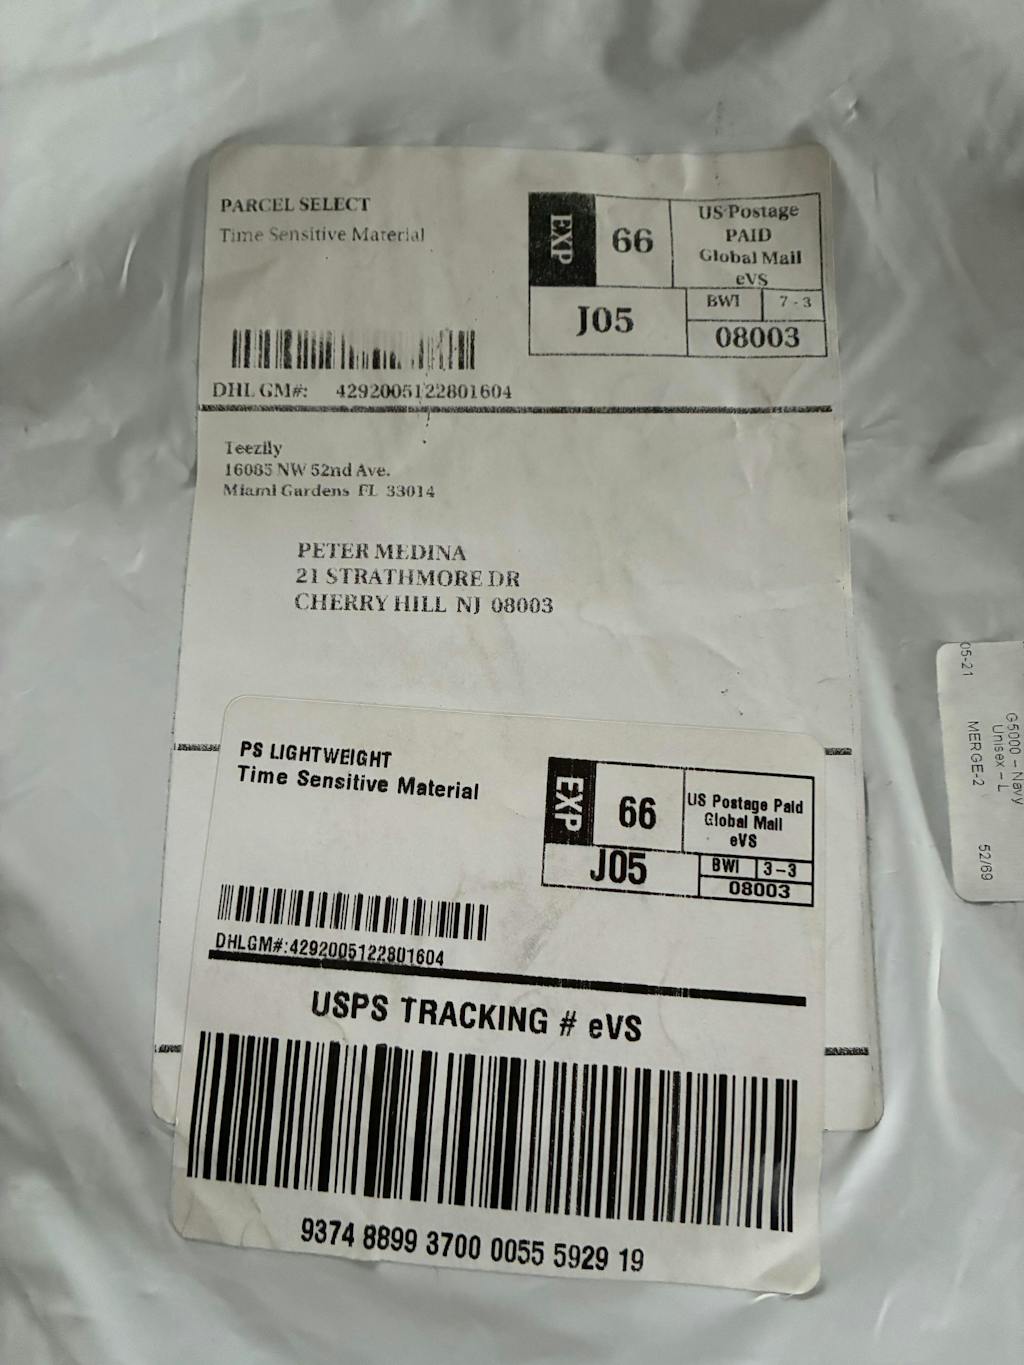 PARCEL SELECT
Time Sensitive Material
EXP
66
US Postage
PAID
Global Mail
eVS
J05
BWI
7 - 3
08003
DHL GM#: 4292005122801604
Teezily
16085 NW 52nd Ave.
Miami Gardens FL 33014
PETER MEDINA
21 STRATHMORE DR
CHERRY HILL NJ 08003
PS LIGHTWEIGHT
Time Sensitive Material
EXP
66
US Postage Paid
Global Mail
eVS
J05
BWI
3-3
08003
DHLGM#:4292005122801604
USPS TRACKING # eVS
9374 8899 3700 0055 5929 19
G5000 - Navy
Unisex - L
MERGE-2
52/69
05-21